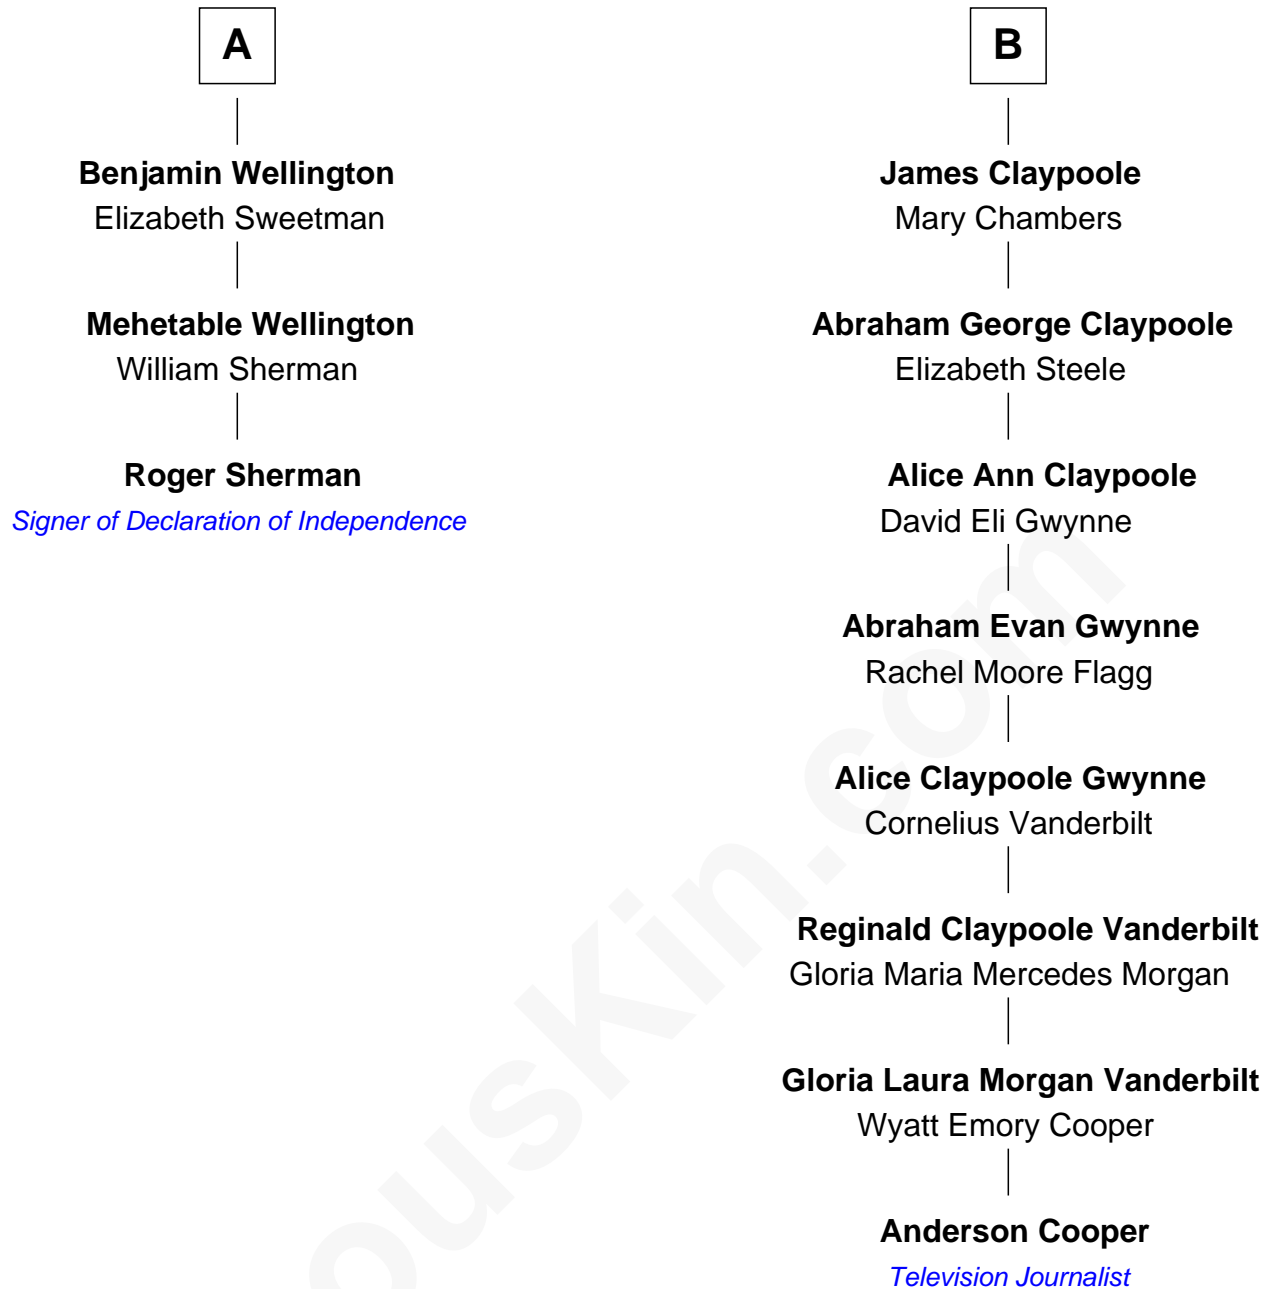 A
Benjamin Wellington
Elizabeth Sweetman
Mehetable Wellington
William Sherman
Roger Sherman
Signer of Declaration of Independence
B
James Claypoole
Mary Chambers
Abraham George Claypoole
Elizabeth Steele
Alice Ann Claypoole
David Eli Gwynne
Abraham Evan Gwynne
Rachel Moore Flagg
Alice Claypoole Gwynne
Cornelius Vanderbilt
Reginald Claypoole Vanderbilt
Gloria Maria Mercedes Morgan
Gloria Laura Morgan Vanderbilt
Wyatt Emory Cooper
Anderson Cooper
Television Journalist
ousKin.com